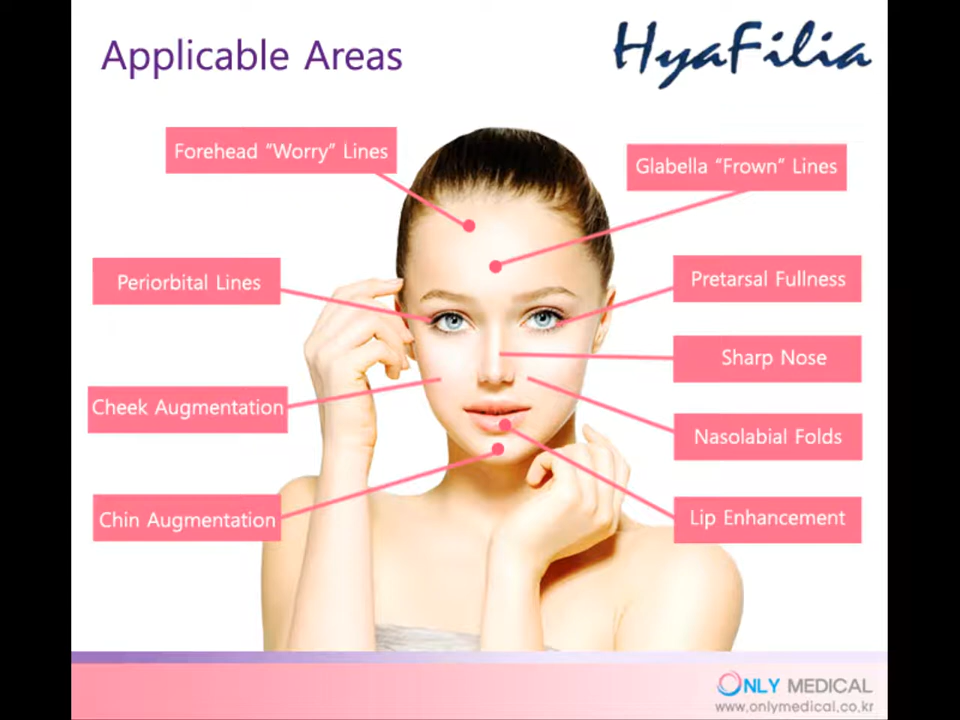 Applicable Areas
HyaFilia
Forehead "Worry" Lines
Glabella "Frown" Lines
Periorbital Lines
Pretarsal Fullness
Sharp Nose
Cheek Augmentation
Nasolabial Folds
Chin Augmentation
Lip Enhancement
ONLY MEDICAL
www.onlymedical.co.kr